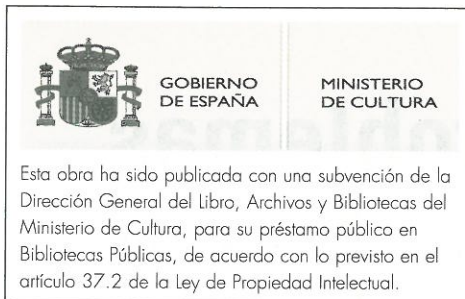 GOBIERNO
DE ESPAÑA
MINISTERIO
DE CULTURA
Esta obra ha sido publicada con una subvención de la
Dirección General del Libro, Archivos y Bibliotecas del
Ministerio de Cultura, para su préstamo público en
Bibliotecas Públicas, de acuerdo con lo previsto en el
artículo 37.2 de la Ley de Propiedad Intelectual.